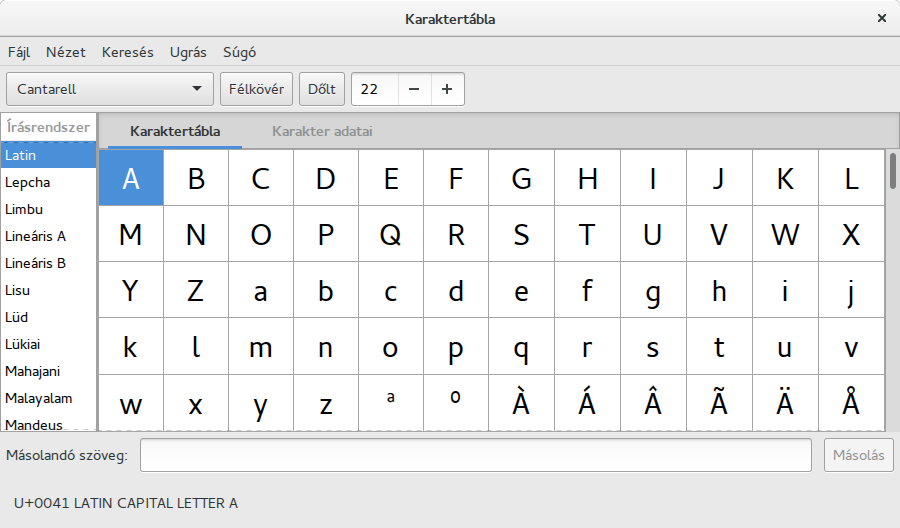 Karaktertábla
Fájl Nézet Keresés Ugrás Súgó
Cantarell Félkövér Dőlt 22
Írásrendszer
Latin
Lepcha
Limbu
Lineáris A
Lineáris B
Lisu
Lüd
Lükiai
Mahajani
Malayalam
Mandeus
Karaktertábla Karakter adatai
A B C D E F G H I J K L
M N O P Q R S T U V W X
Y Z a b c d e f g h i j
k l m n o p q r s t u v
w x y z ª º À Á Â Ã Ä Å
Másolandó szöveg: Másolás
U+0041 LATIN CAPITAL LETTER A